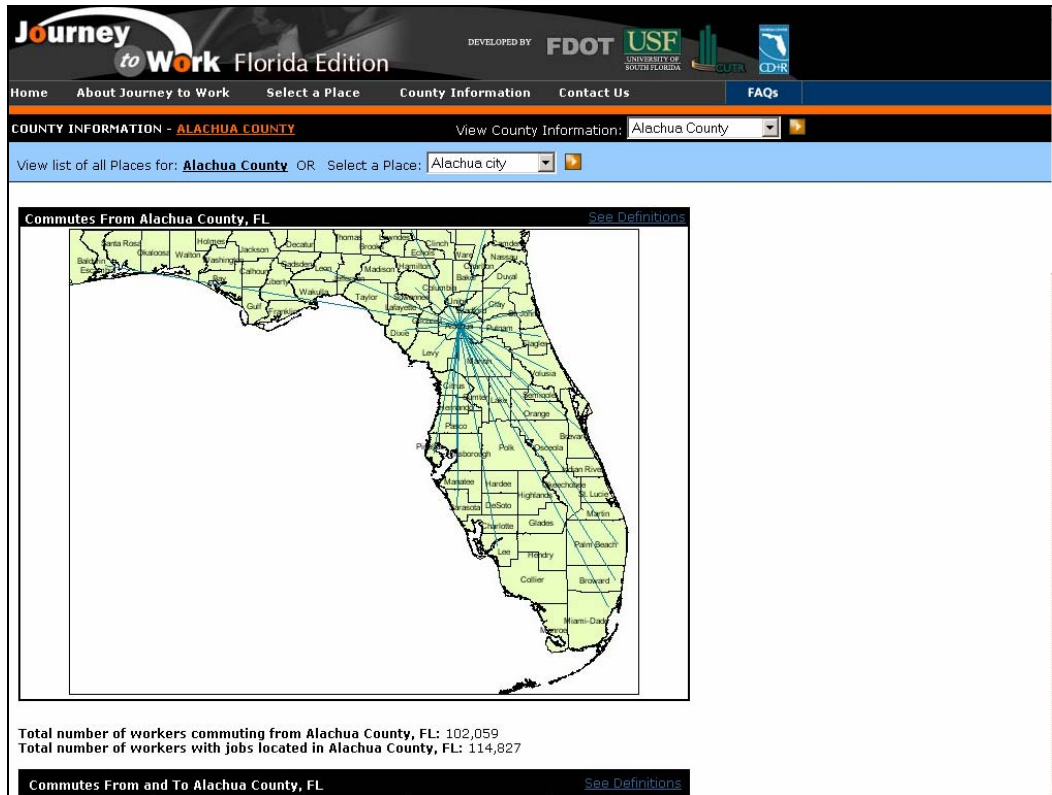 Journey
to Work Florida Edition
DEVELOPED BY FDOT USF
UNIVERSITY OF
SOUTH FLORIDA
CUTR CD+R
Home About Journey to Work Select a Place County Information Contact Us FAQs
COUNTY INFORMATION - ALACHUA COUNTY View County Information: Alachua County
View list of all Places for: Alachua County OR Select a Place: Alachua city
Commutes From Alachua County, FL See Definitions
Santa Rosa Holmes Jackson Decatur Thomas Brooks Lowndes Echols Clinch Ware Camden
Okaloosa Walton Washington Gadsden Leon Madison Hamilton Charlton Nassau
Baldwin Escambia Bay Calhoun Liberty Baker Duval
Wakulla Taylor Columbia
Gulf Franklin Lafayette Suwannee Union Clay
Dixie Putnam
Levy Flagler
Marion Volusia
Citrus Sumter Lake Seminole
Hernando Orange
Pasco Brevard
Polk Osceola
Indian River
Manatee Hardee Okeechobee
Highlands St. Lucie
Sarasota DeSoto Martin
Charlotte Glades
Lee Hendry Palm Beach
Collier Broward
Miami-Dade
Monroe
Total number of workers commuting from Alachua County, FL: 102,059
Total number of workers with jobs located in Alachua County, FL: 114,827
Commutes From and To Alachua County, FL See Definitions